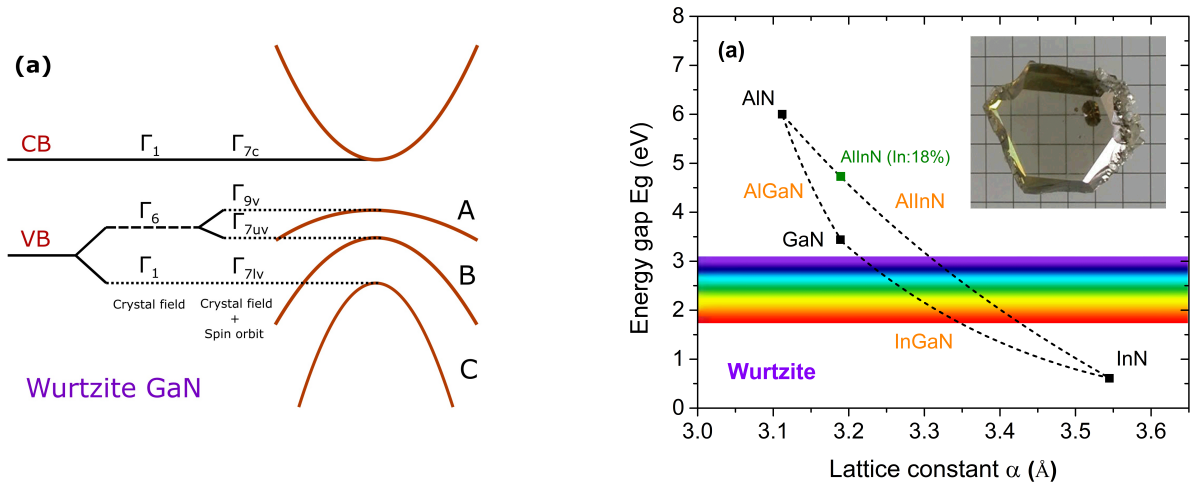 (a)
CB
Γ1
Γ7c
Γ9v
Γ6
Γ7uv
VB
Γ1
Γ7lv
Crystal field
Crystal field
+
Spin orbit
A
B
C
Wurtzite GaN
(a)
8
7
6
5
4
3
2
1
0
Energy gap Eg (eV)
AlN
AlInN (In:18%)
AlGaN
AlInN
GaN
InGaN
InN
Wurtzite
3.0
3.1
3.2
3.3
3.4
3.5
3.6
Lattice constant α (Å)